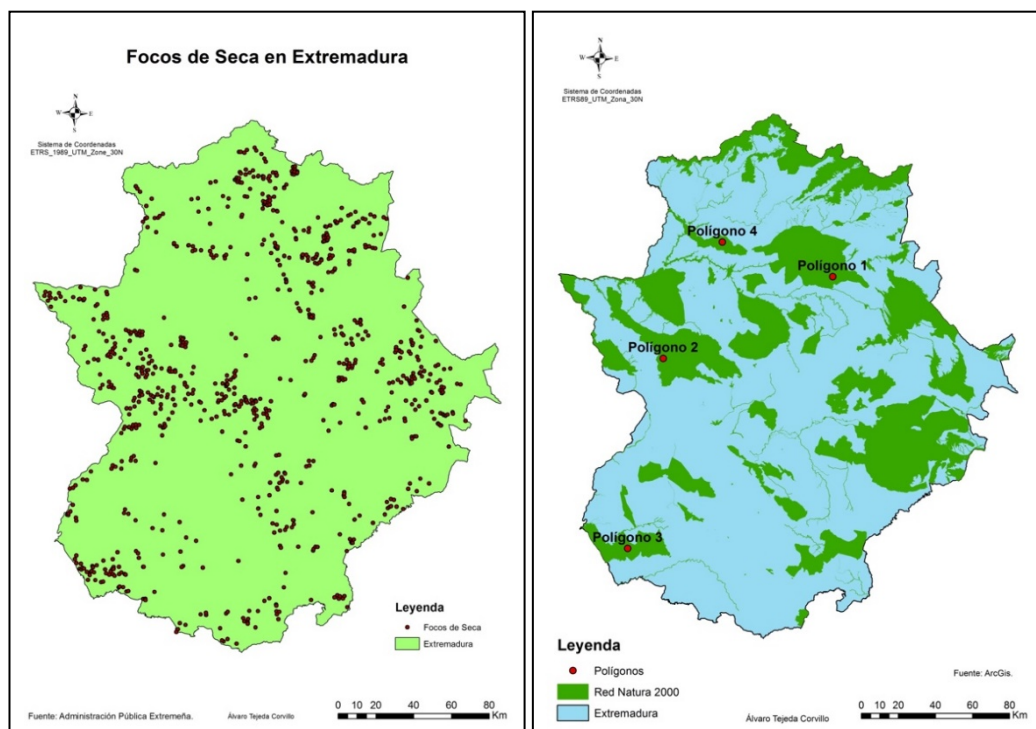 Focos de Seca en Extremadura
N
W E
S
Sistema de Coordenadas
ETRS_1989_UTM_Zone_30N
Leyenda
Focos de Seca
Extremadura
Fuente: Administración Pública Extremeña.
Álvaro Tejeda Corvillo
0 10 20 40 60 80
Km
N
W E
S
Sistema de Coordenadas
ETRS89_UTM_Zona_30N
Polígono 4
Polígono 1
Polígono 2
Polígono 3
Leyenda
Polígonos
Red Natura 2000
Extremadura
Fuente: ArcGis.
Álvaro Tejeda Corvillo
0 10 20 40 60 80
Km